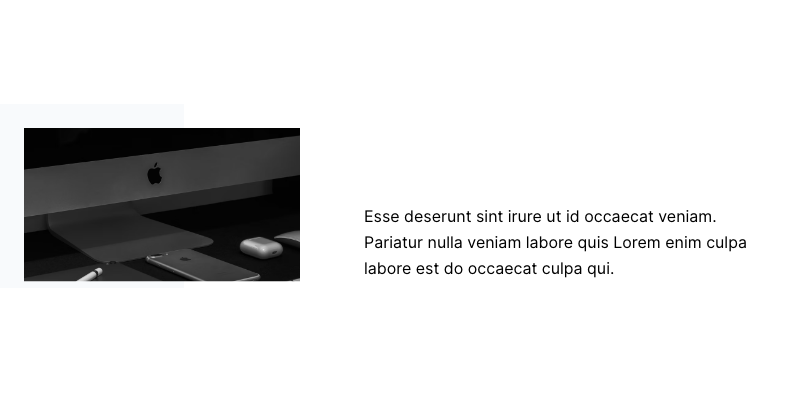 Esse deserunt sint irure ut id occaecat veniam.
Pariatur nulla veniam labore quis Lorem enim culpa
labore est do occaecat culpa qui.